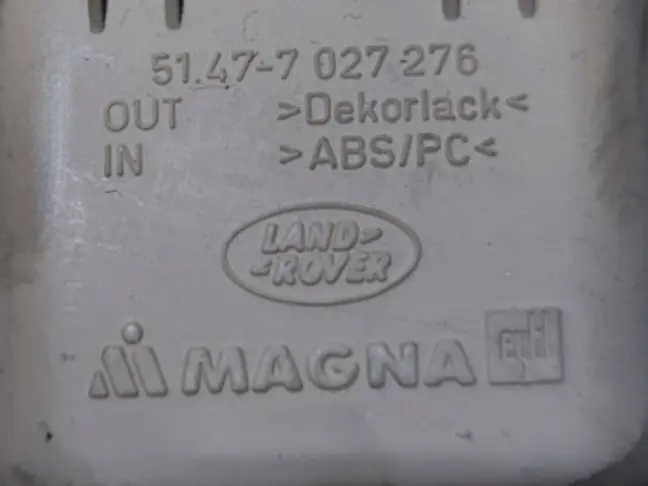 51.47-7 027 276
OUT >Dekorlack<
IN >ABS/PC<
LAND
ROVER
MAGNA